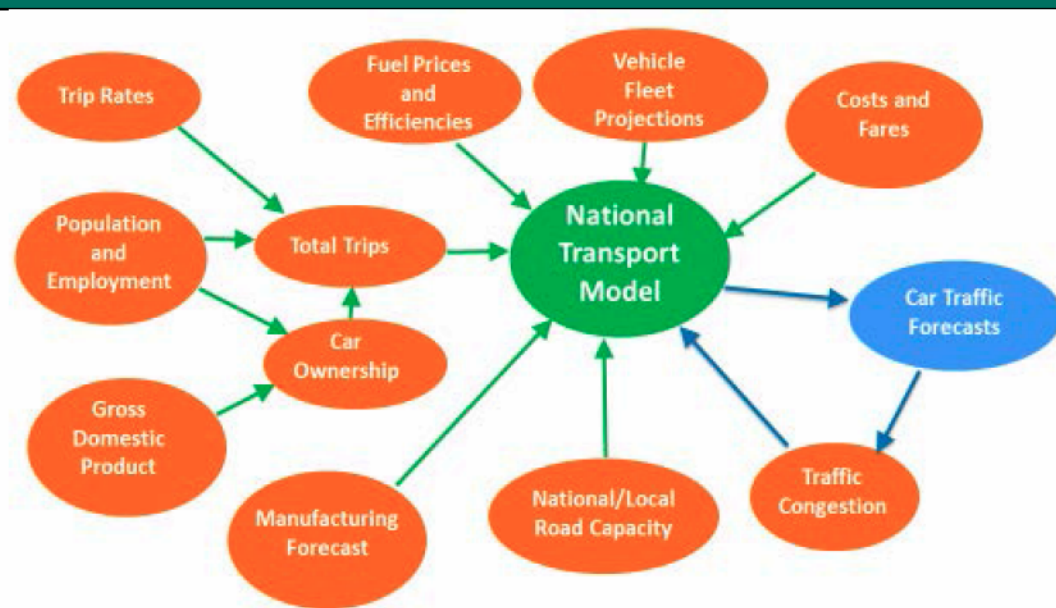 Trip Rates
Fuel Prices
and
Efficiencies
Vehicle
Fleet
Projections
Costs and
Fares
Population
and
Employment
Total Trips
National
Transport
Model
Car Traffic
Forecasts
Car
Ownership
Gross
Domestic
Product
Manufacturing
Forecast
National/Local
Road Capacity
Traffic
Congestion